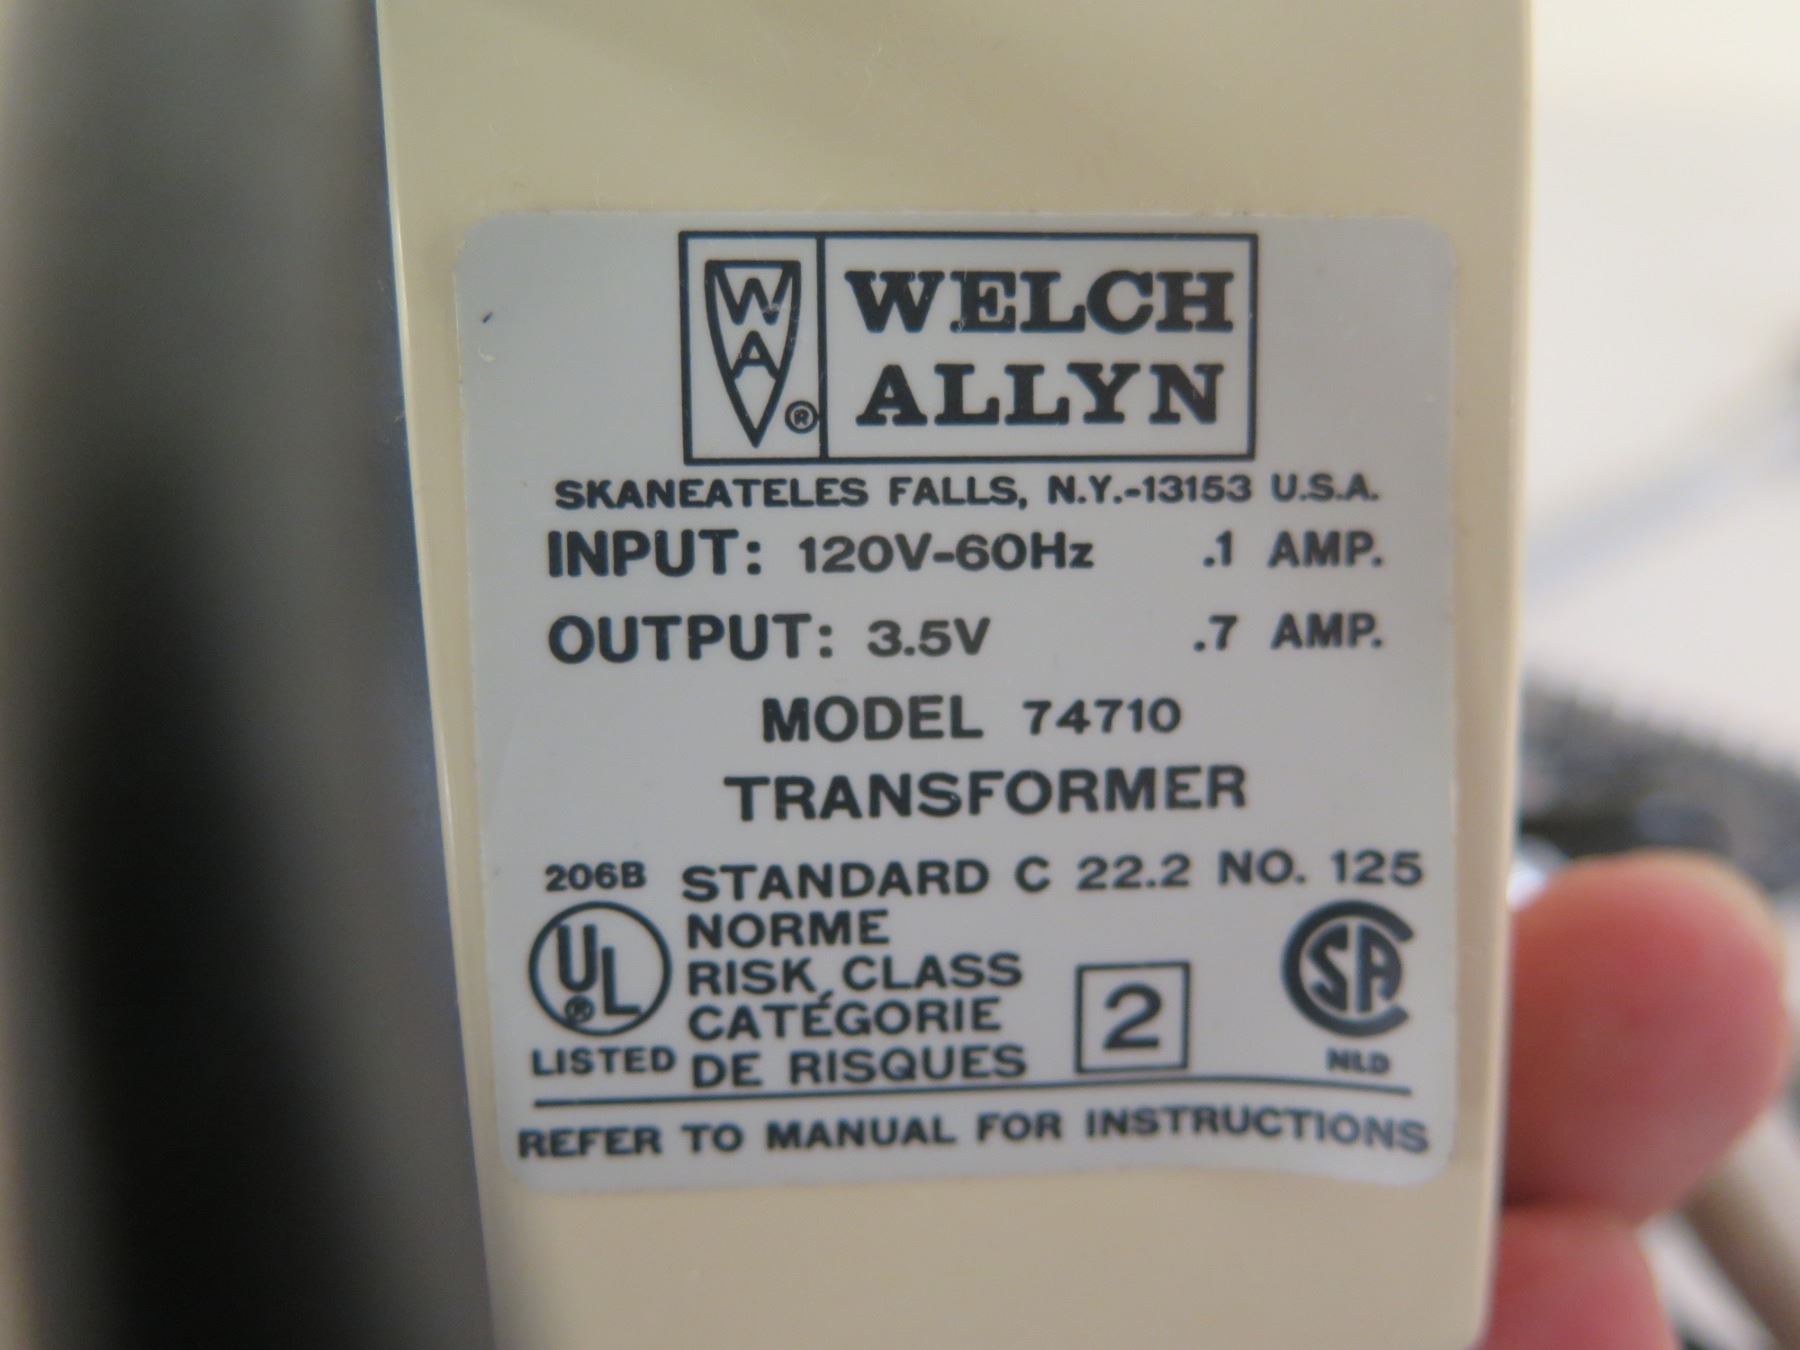 WA®
WELCH
ALLYN
SKANEATELES FALLS, N.Y.-13153 U.S.A.
INPUT: 120V-60Hz .1 AMP.
OUTPUT: 3.5V .7 AMP.
MODEL 74710
TRANSFORMER
206B STANDARD C 22.2 NO. 125
NORME
RISK CLASS
CATÉGORIE
DE RISQUES
2
UL®
LISTED
SA
NLD
REFER TO MANUAL FOR INSTRUCTIONS